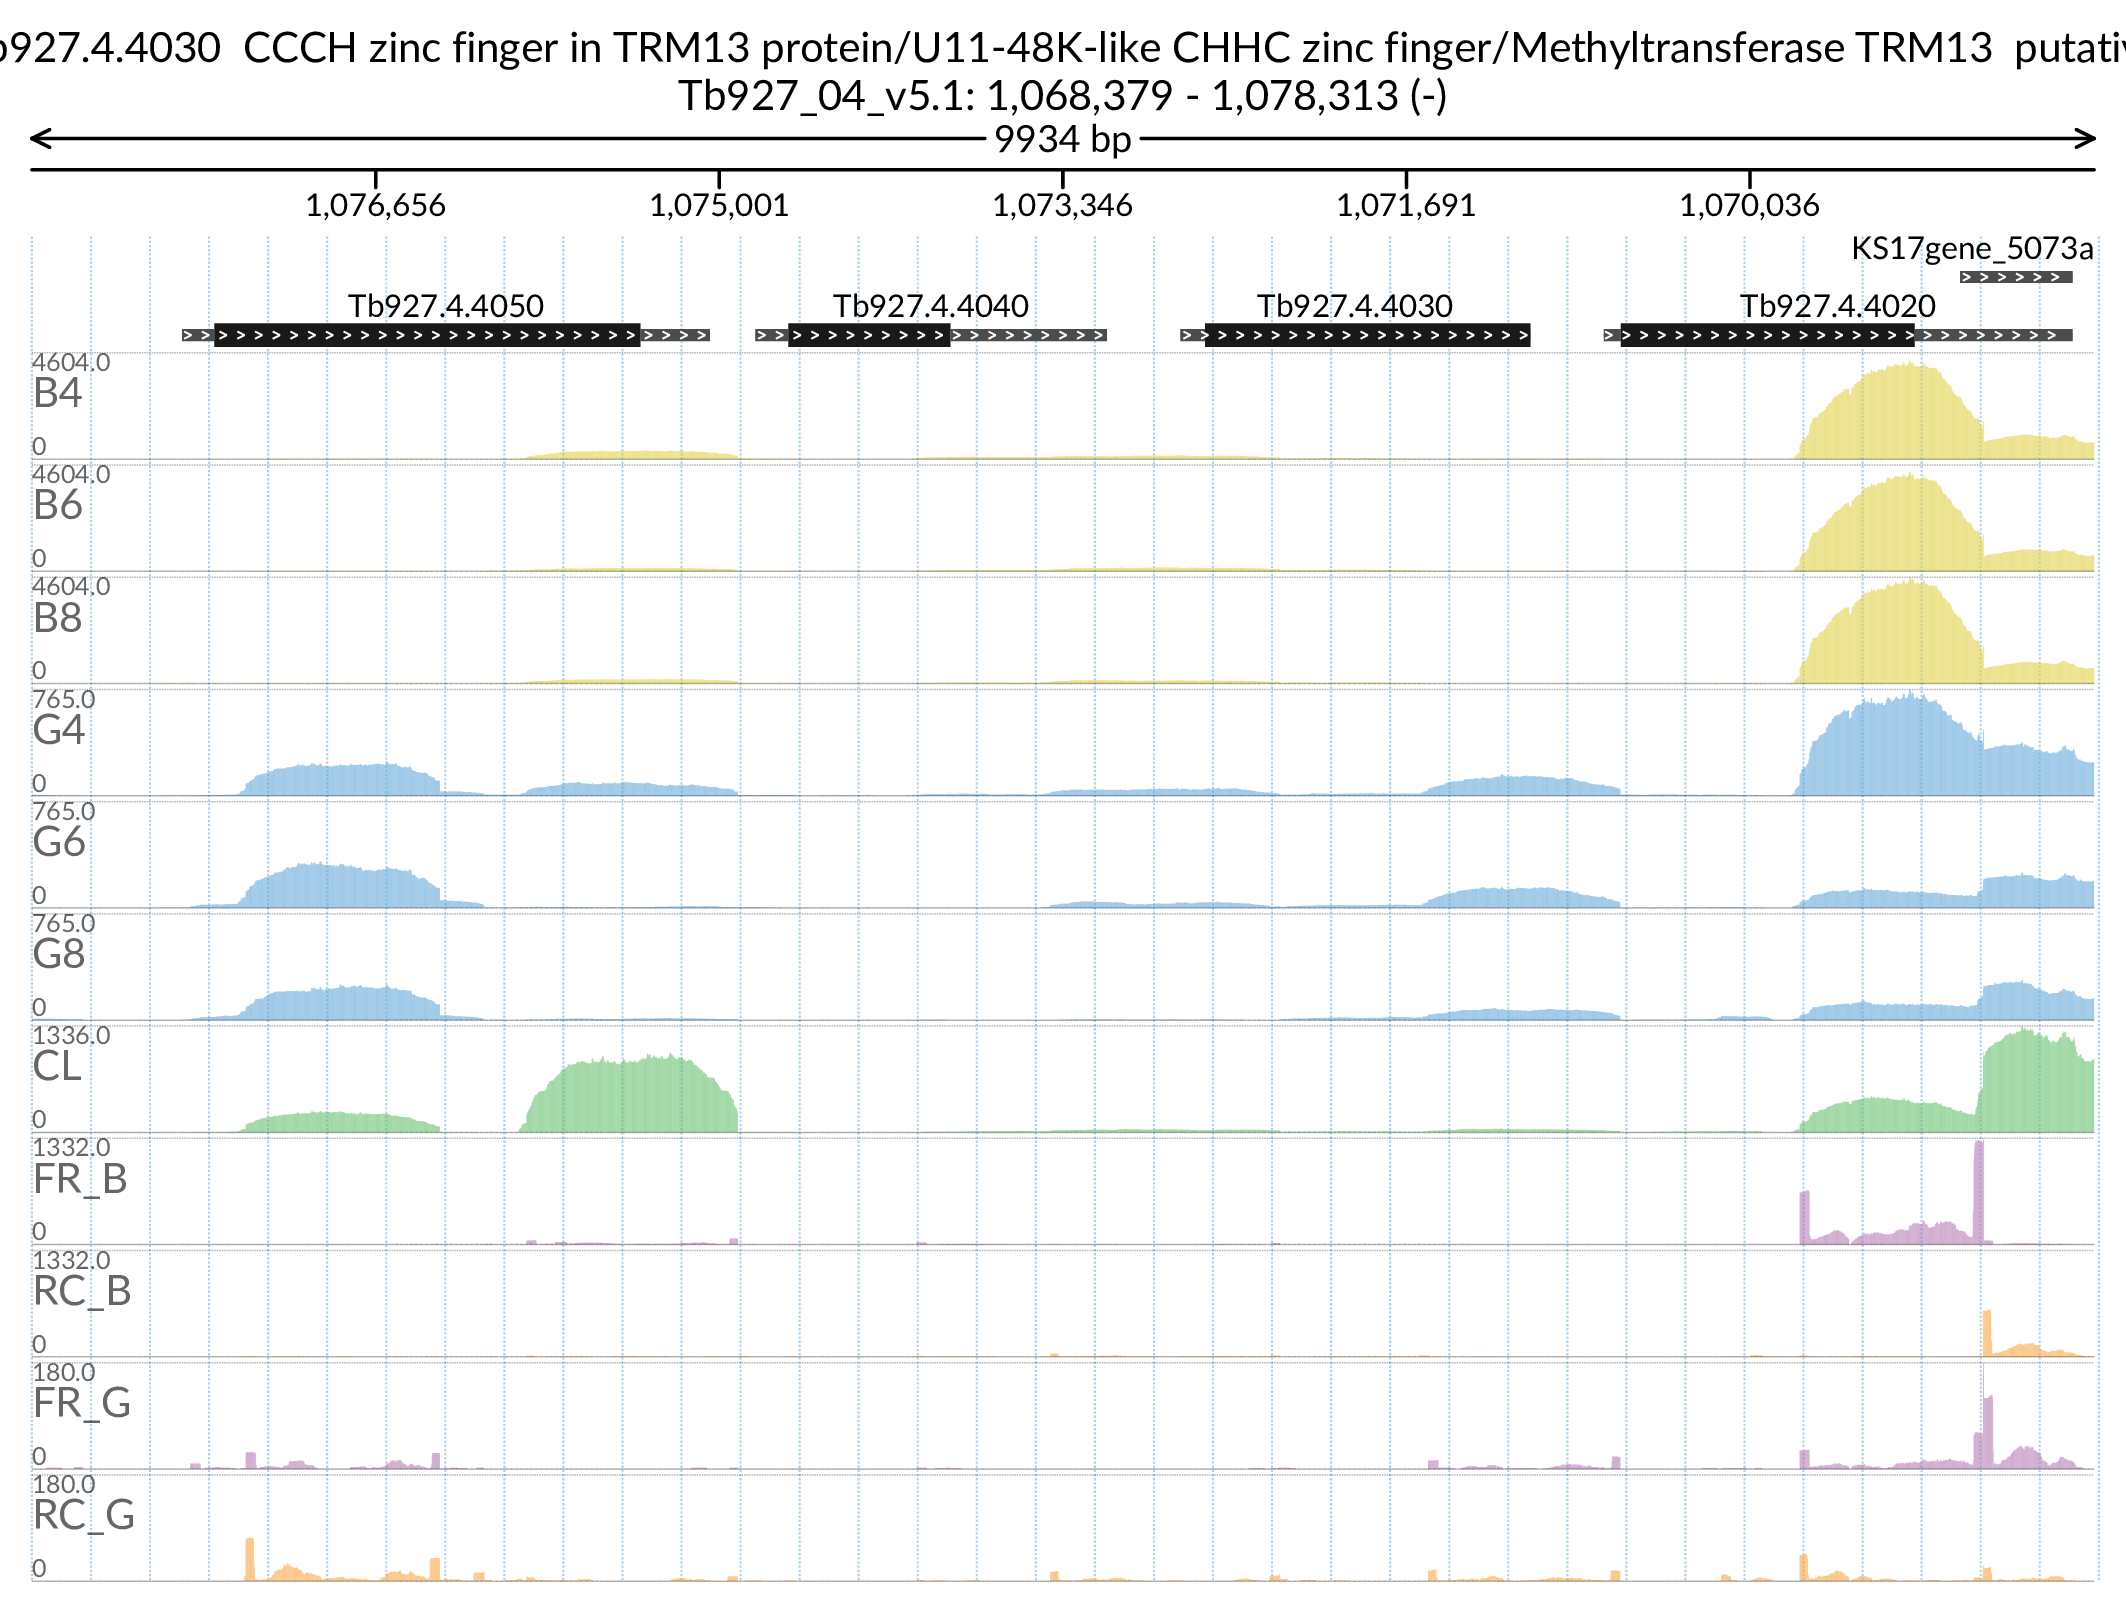 b927.4.4030 CCCH zinc finger in TRM13 protein/U11-48K-like CHHC zinc finger/Methyltransferase TRM13 putativ
Tb927_04_v5.1: 1,068,379 - 1,078,313 (-)
9934 bp
1,076,656 1,075,001 1,073,346 1,071,691 1,070,036
KS17gene_5073a
Tb927.4.4050 Tb927.4.4040 Tb927.4.4030 Tb927.4.4020
4604.0
B4
0
4604.0
B6
0
4604.0
B8
0
765.0
G4
0
765.0
G6
0
765.0
G8
0
1336.0
CL
0
1332.0
FR_B
0
1332.0
RC_B
0
180.0
FR_G
0
180.0
RC_G
0